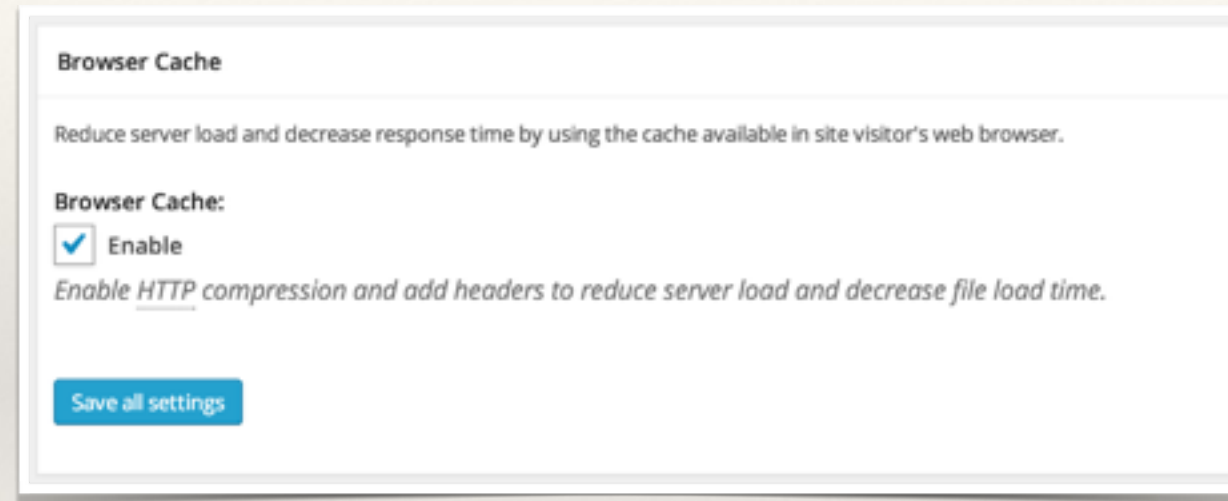 Browser Cache
Reduce server load and decrease response time by using the cache available in site visitor's web browser.
Browser Cache:
Enable
Enable HTTP compression and add headers to reduce server load and decrease file load time.
Save all settings